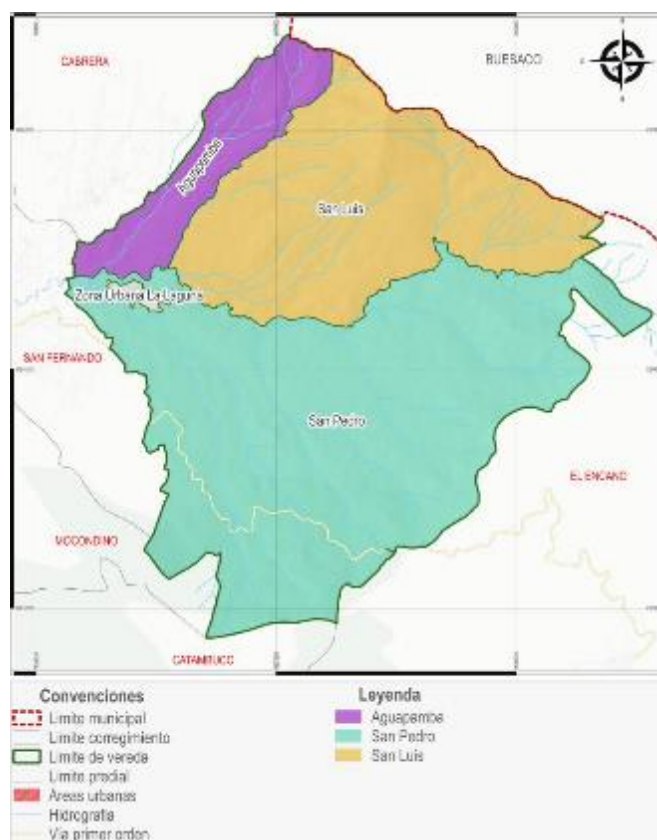 CABRERA
BUESACO
Aguapamba
San Luis
Zona Urbana La Laguna
SAN FERNANDO
San Pedro
EL ENCANO
MOCONDINO
CATAMBUCO
Convenciones
Limite municipal
Limite corregimiento
Limite de vereda
Limite predial
Areas urbanas
Hidrografia
Via primer orden
Leyenda
Aguapamba
San Pedro
San Luis